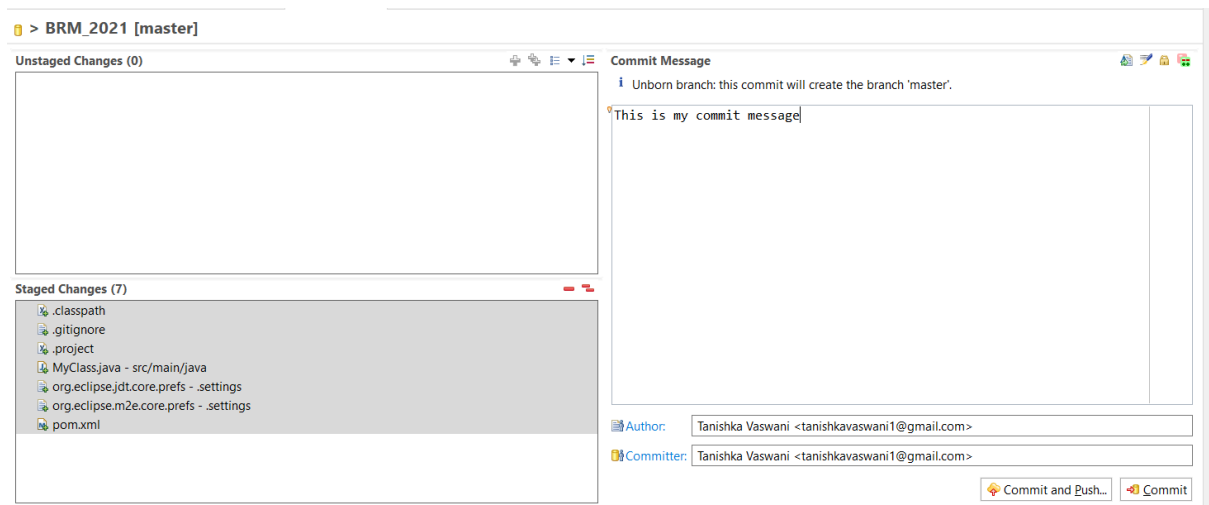 > BRM_2021 [master]
Unstaged Changes (0)
Staged Changes (7)
.classpath
.gitignore
.project
MyClass.java - src/main/java
org.eclipse.jdt.core.prefs - .settings
org.eclipse.m2e.core.prefs - .settings
pom.xml
Commit Message
Unborn branch: this commit will create the branch 'master'.
This is my commit message
Author: Tanishka Vaswani <tanishkavaswani1@gmail.com>
Committer: Tanishka Vaswani <tanishkavaswani1@gmail.com>
Commit and Push... Commit